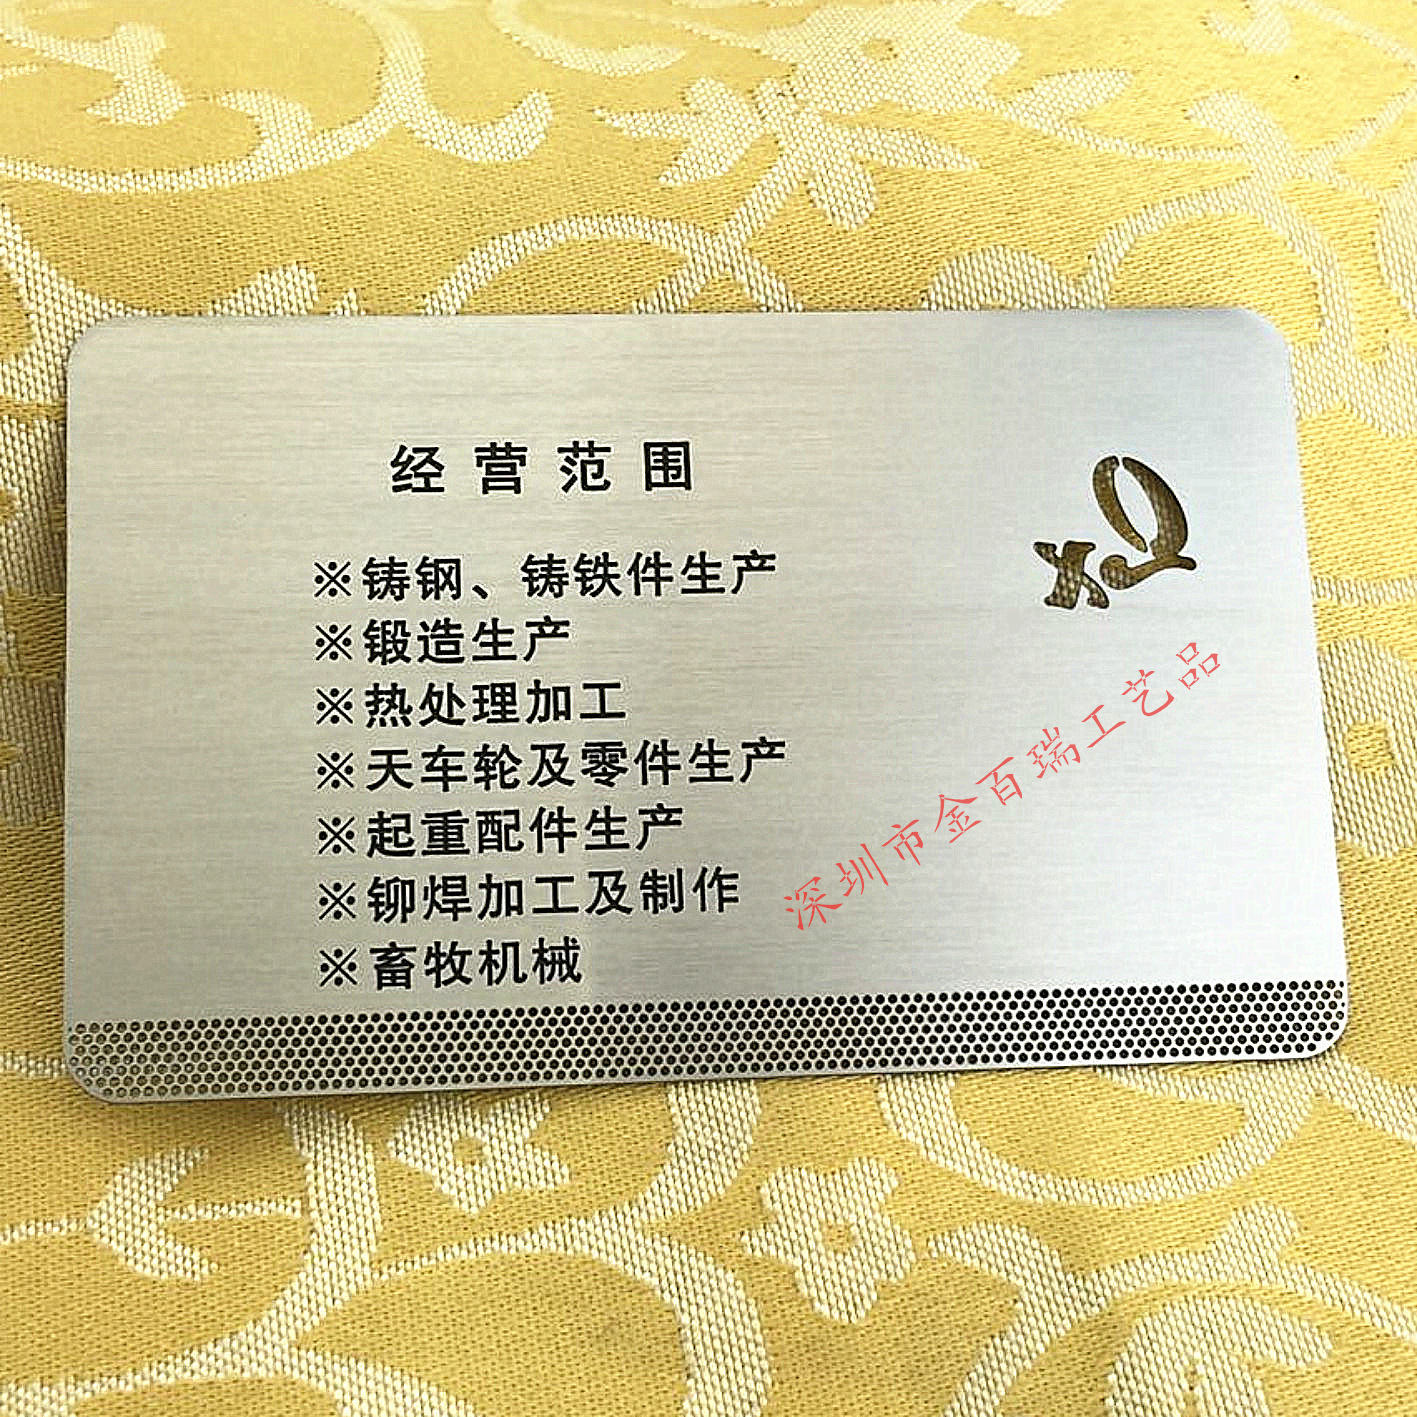 经营范围
※铸钢、铸铁件生产
※锻造生产
※热处理加工
※天车轮及零件生产
※起重配件生产
※铆焊加工及制作
※畜牧机械
深圳市金百瑞工艺品